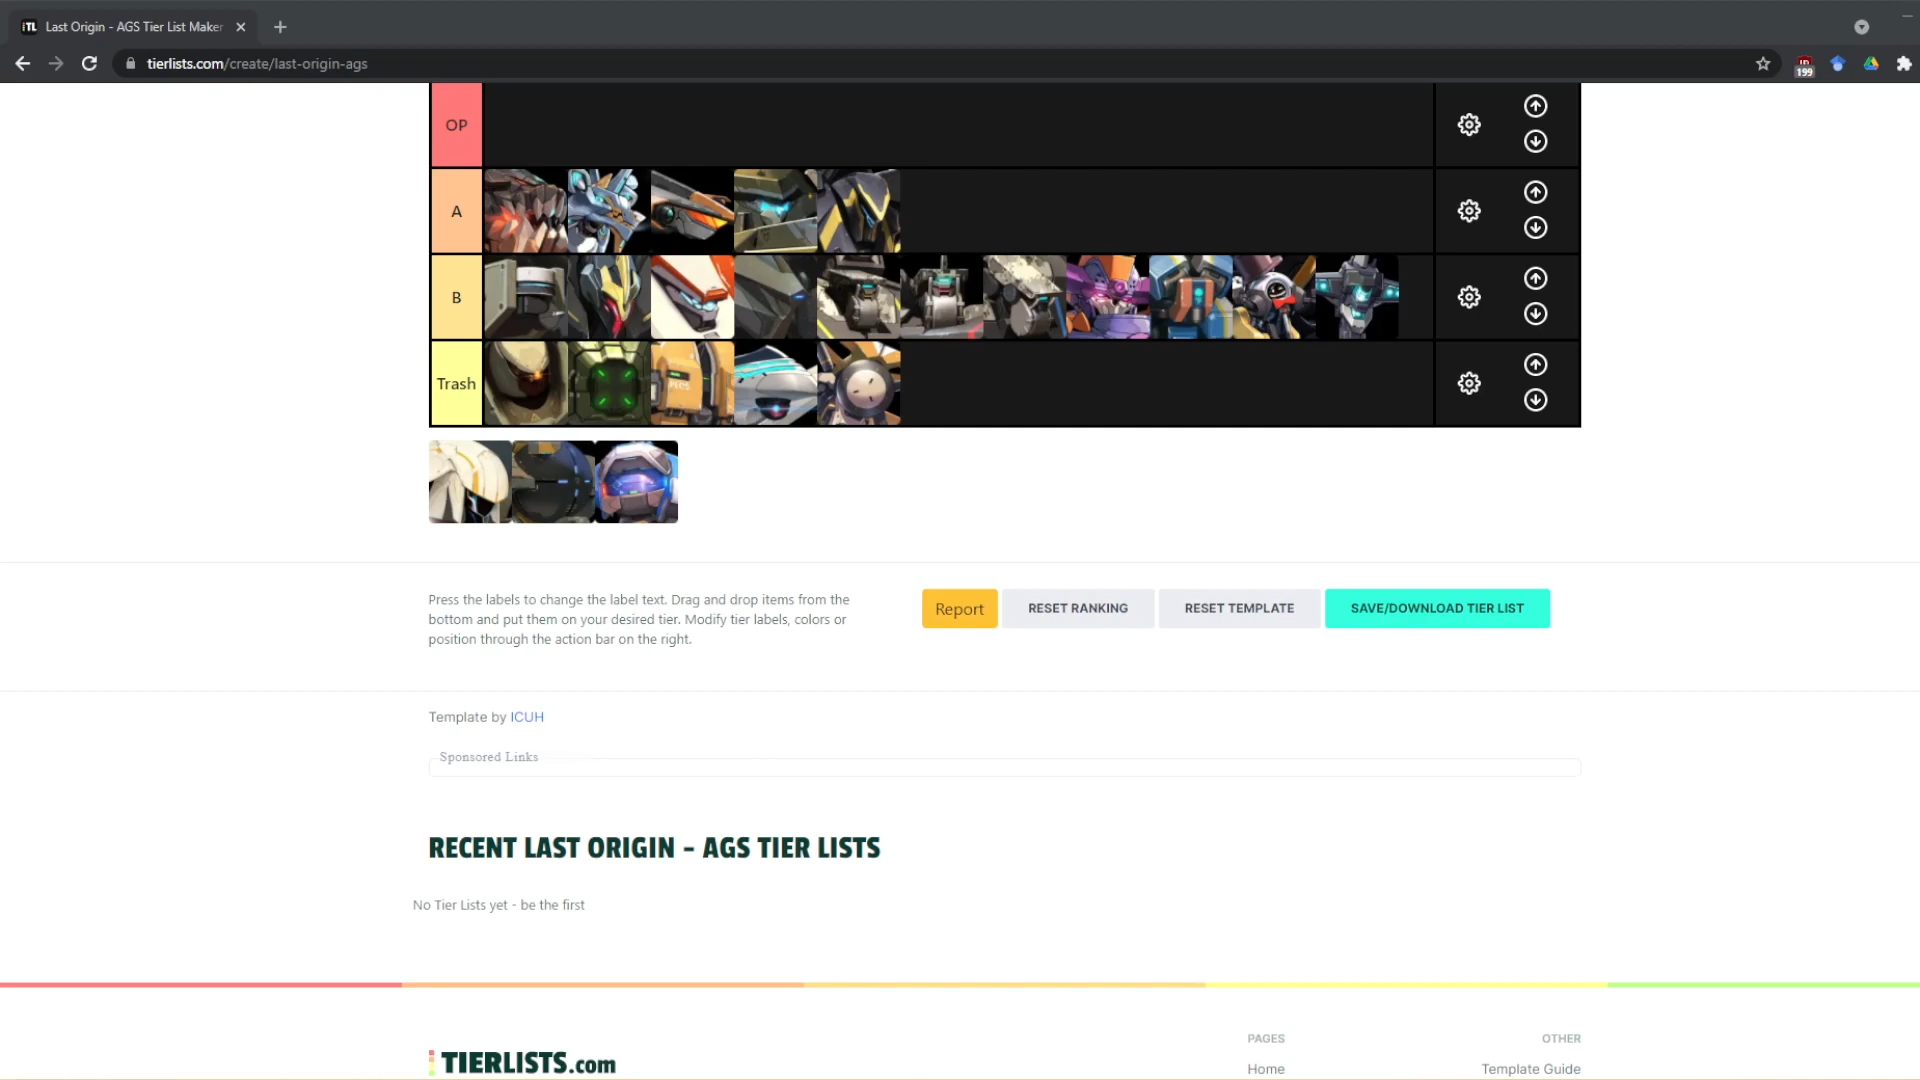 Last Origin - AGS Tier List Maker
tierlists.com/create/last-origin-ags
199
OP
A
B
Trash
Press the labels to change the label text. Drag and drop items from the
bottom and put them on your desired tier. Modify tier labels, colors or
position through the action bar on the right.
Report
RESET RANKING
RESET TEMPLATE
SAVE/DOWNLOAD TIER LIST
Template by ICUH
Sponsored Links
RECENT LAST ORIGIN - AGS TIER LISTS
No Tier Lists yet - be the first
TIERLISTS.com
PAGES
Home
OTHER
Template Guide